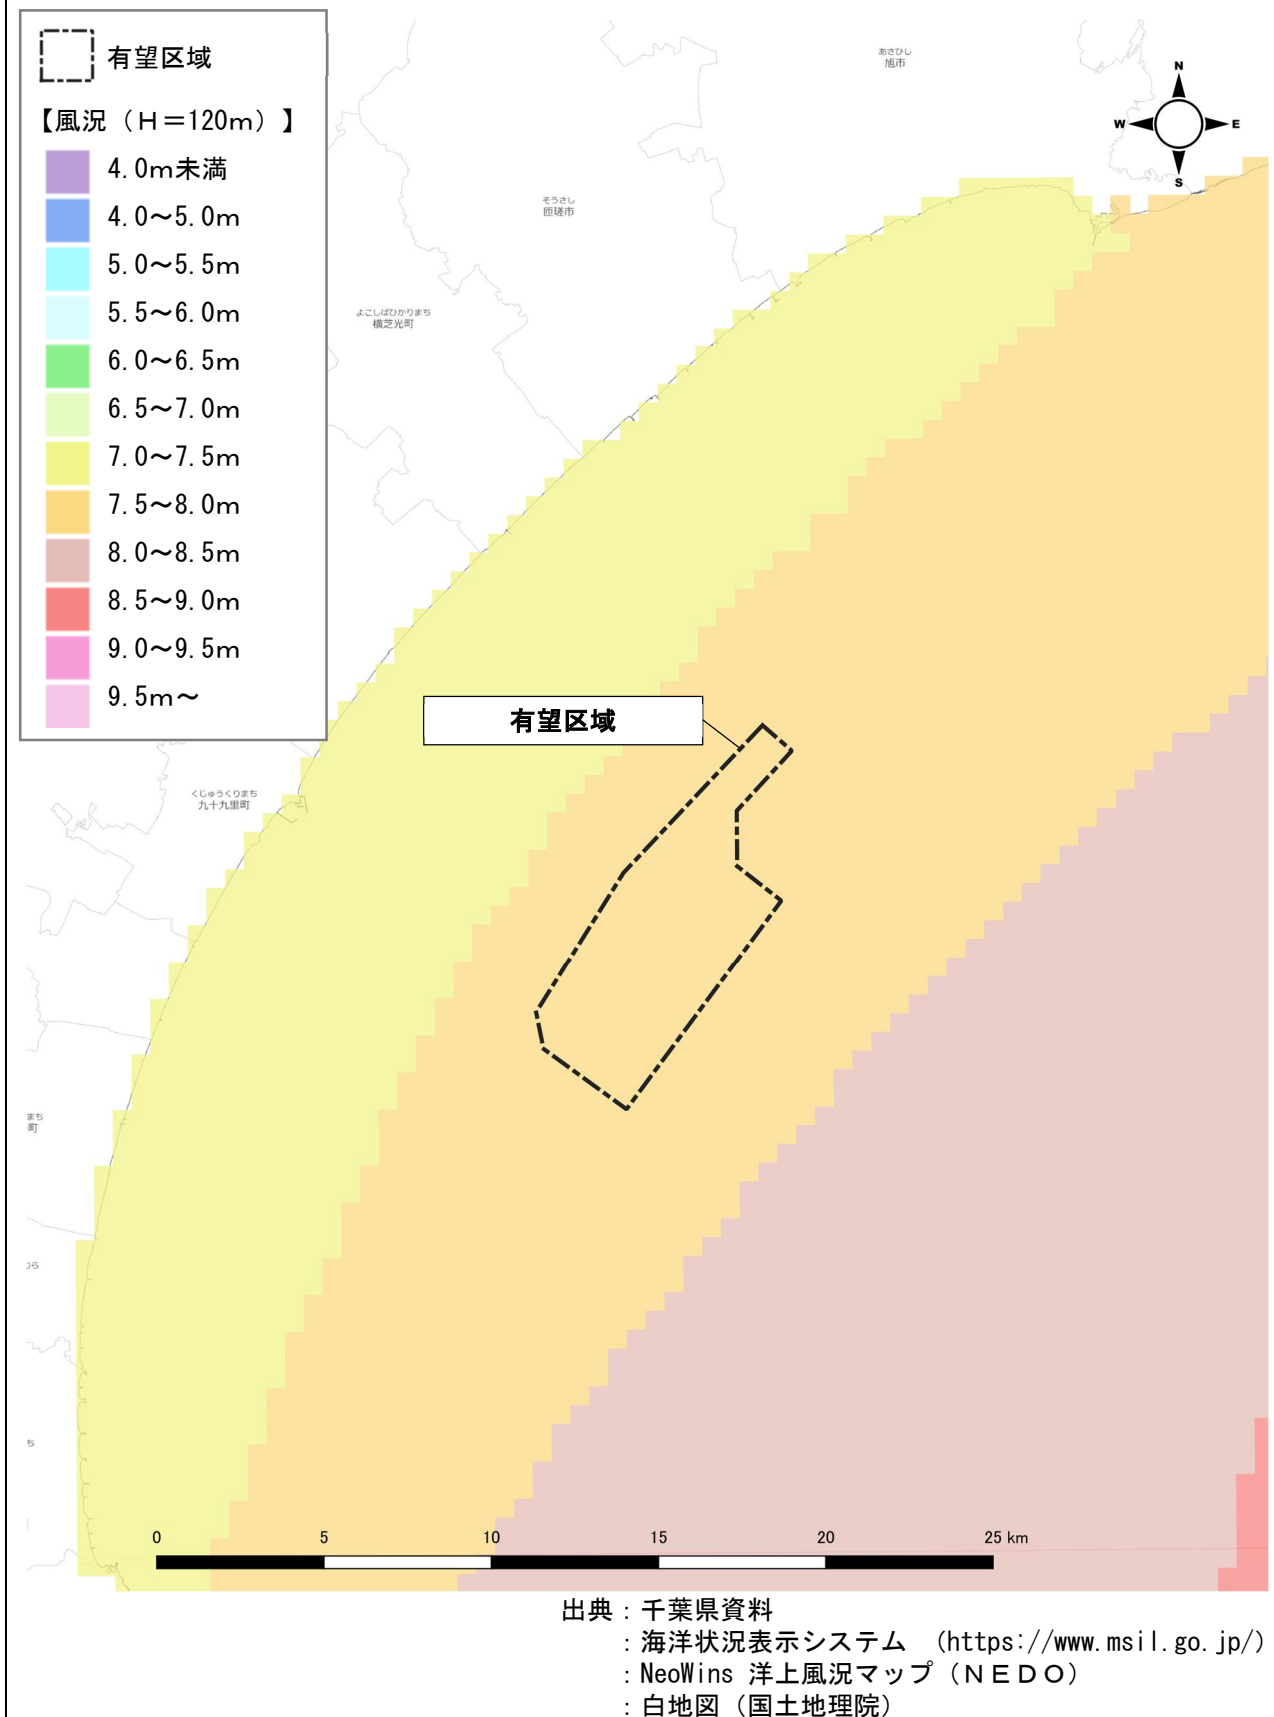 有望区域
【風況（Ｈ＝120ｍ）】
4.0ｍ未満
4.0～5.0ｍ
5.0～5.5ｍ
5.5～6.0ｍ
6.0～6.5ｍ
6.5～7.0ｍ
7.0～7.5ｍ
7.5～8.0ｍ
8.0～8.5ｍ
8.5～9.0ｍ
9.0～9.5ｍ
9.5ｍ～
あさひし
旭市
N
W E
S
そうさし
匝瑳市
よこしばひかりまち
横芝光町
有望区域
くじゅうくりまち
九十九里町
まち
町
ち
0 5 10 15 20 25 km
出典：千葉県資料
：海洋状況表示システム （https://www.msil.go.jp/）
：NeoWins 洋上風況マップ（ＮＥＤＯ）
：白地図（国土地理院）